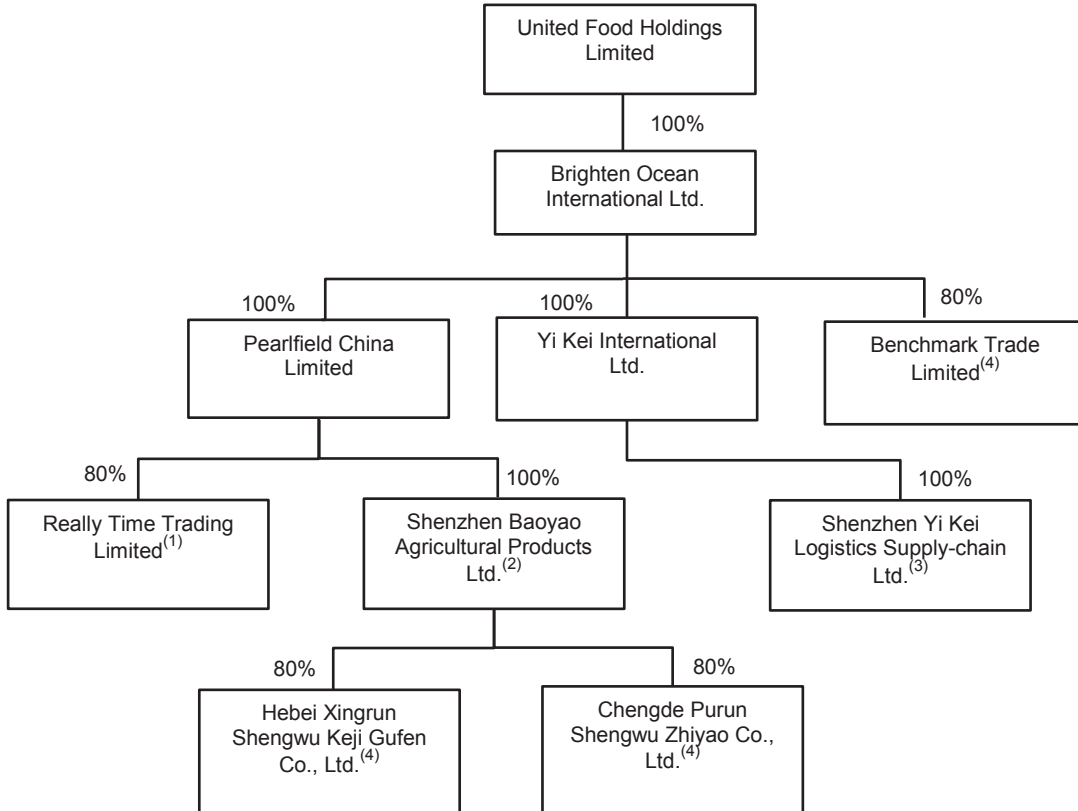 United Food Holdings
Limited
100%
Brighten Ocean
International Ltd.
100%
100%
80%
Pearlfield China
Limited
Yi Kei International
Ltd.
Benchmark Trade
Limited(4)
80%
100%
100%
Really Time Trading
Limited(1)
Shenzhen Baoyao
Agricultural Products
Ltd.(2)
Shenzhen Yi Kei
Logistics Supply-chain
Ltd.(3)
80%
80%
Hebei Xingrun
Shengwu Keji Gufen
Co., Ltd.(4)
Chengde Purun
Shengwu Zhiyao Co.,
Ltd.(4)